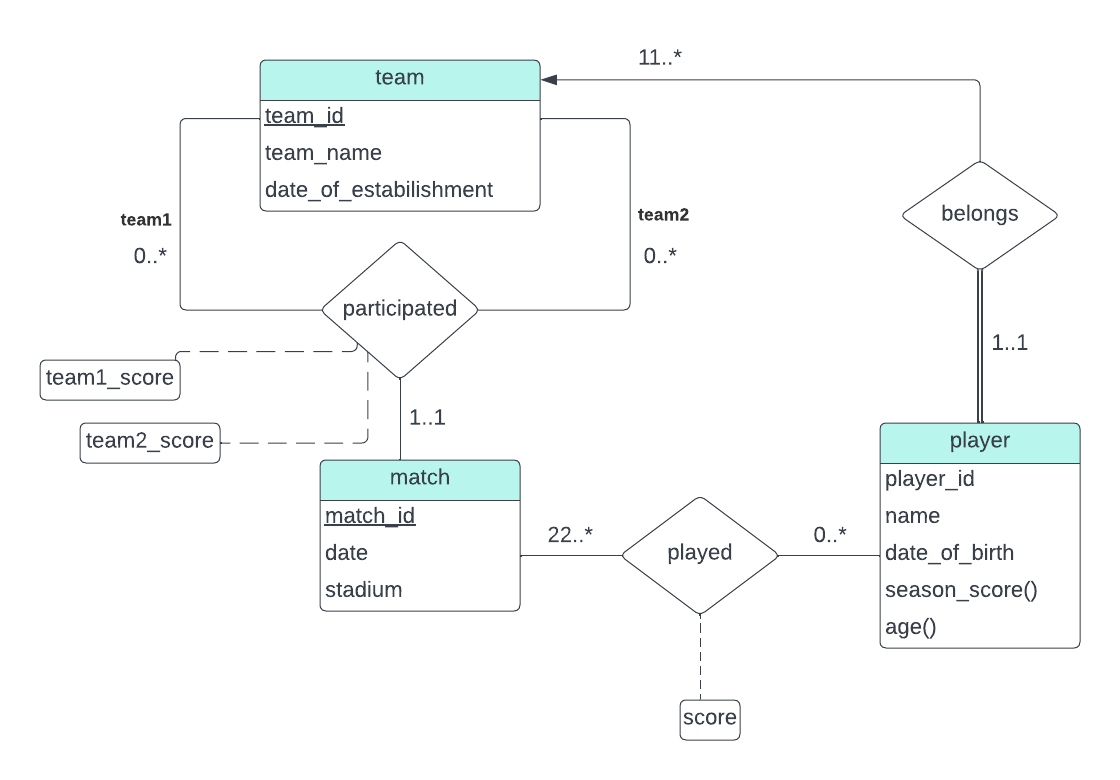 11..*
team
team_id
team_name
date_of_estabilishment
team1
0..*
team2
0..*
belongs
participated
1..1
team1_score
team2_score
1..1
match
match_id
date
stadium
22..*
played
0..*
player
player_id
name
date_of_birth
season_score()
age()
score